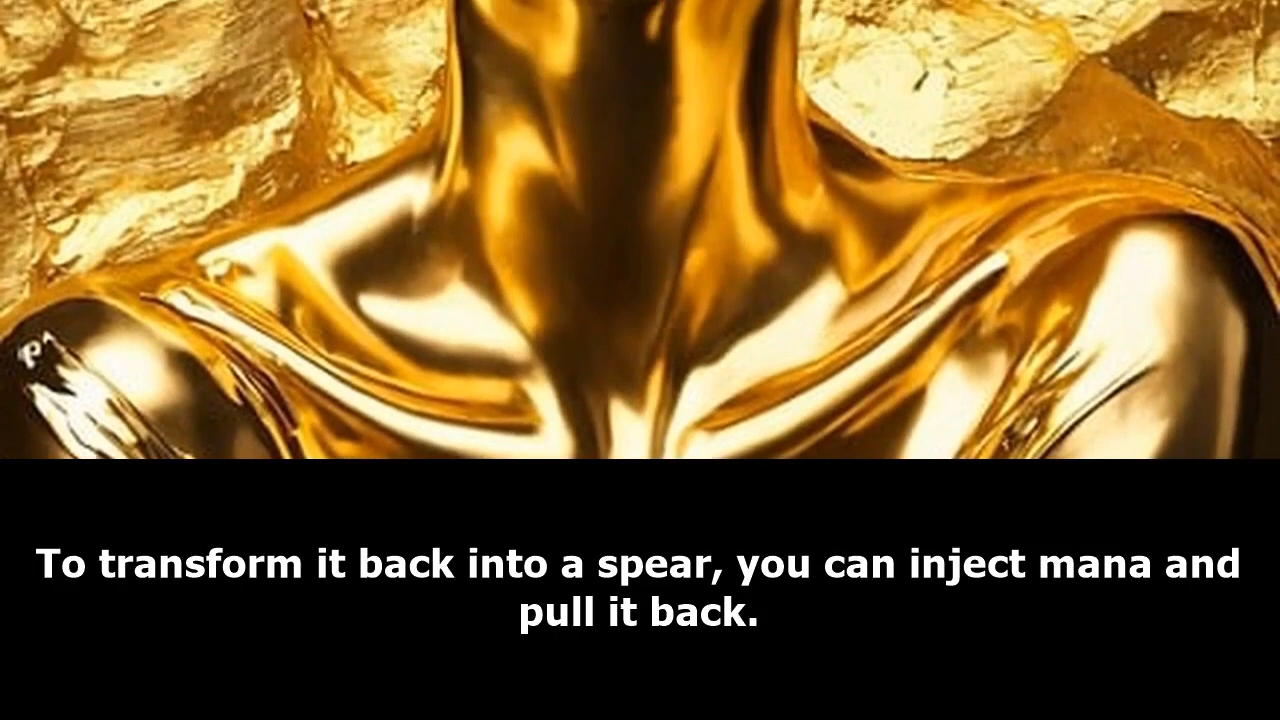 To transform it back into a spear, you can inject mana and
pull it back.